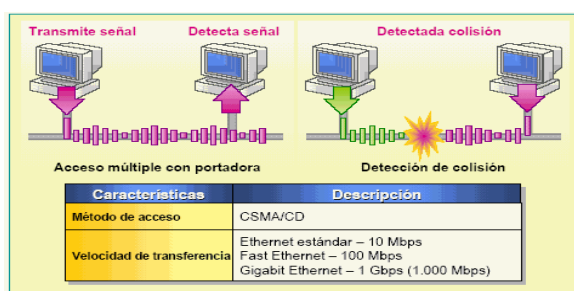 Transmite señal
Detecta señal
Detectada colisión
Acceso múltiple con portadora
Detección de colisión
Características
Descripción
Método de acceso
CSMA/CD
Velocidad de transferencia
Ethernet estándar – 10 Mbps
Fast Ethernet – 100 Mbps
Gigabit Ethernet – 1 Gbps (1.000 Mbps)